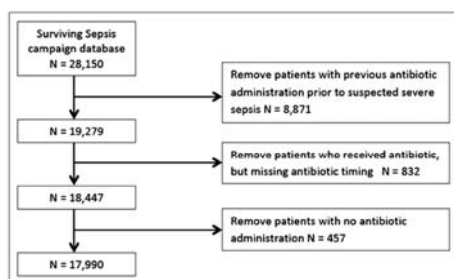 Surviving Sepsis
campaign database
N = 28,150
Remove patients with previous antibiotic
administration prior to suspected severe
sepsis N = 8,871
N = 19,279
Remove patients who received antibiotic,
but missing antibiotic timing N = 832
N = 18,447
Remove patients with no antibiotic
administration N = 457
N = 17,990